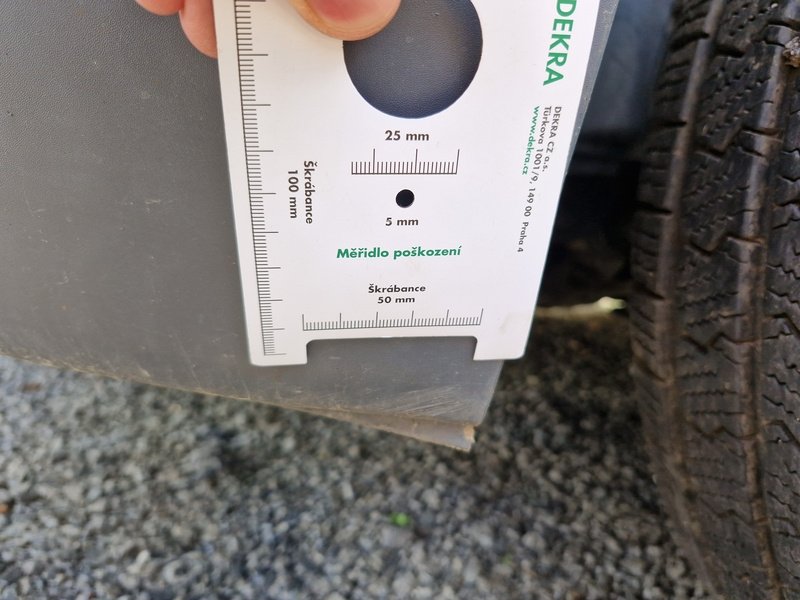 DEKRA
DEKRA CZ a.s.
Türkova 1001/9, 149 00 Praha 4
www.dekra.cz
25 mm
Škrábance
100 mm
5 mm
Měřidlo poškození
Škrábance
50 mm